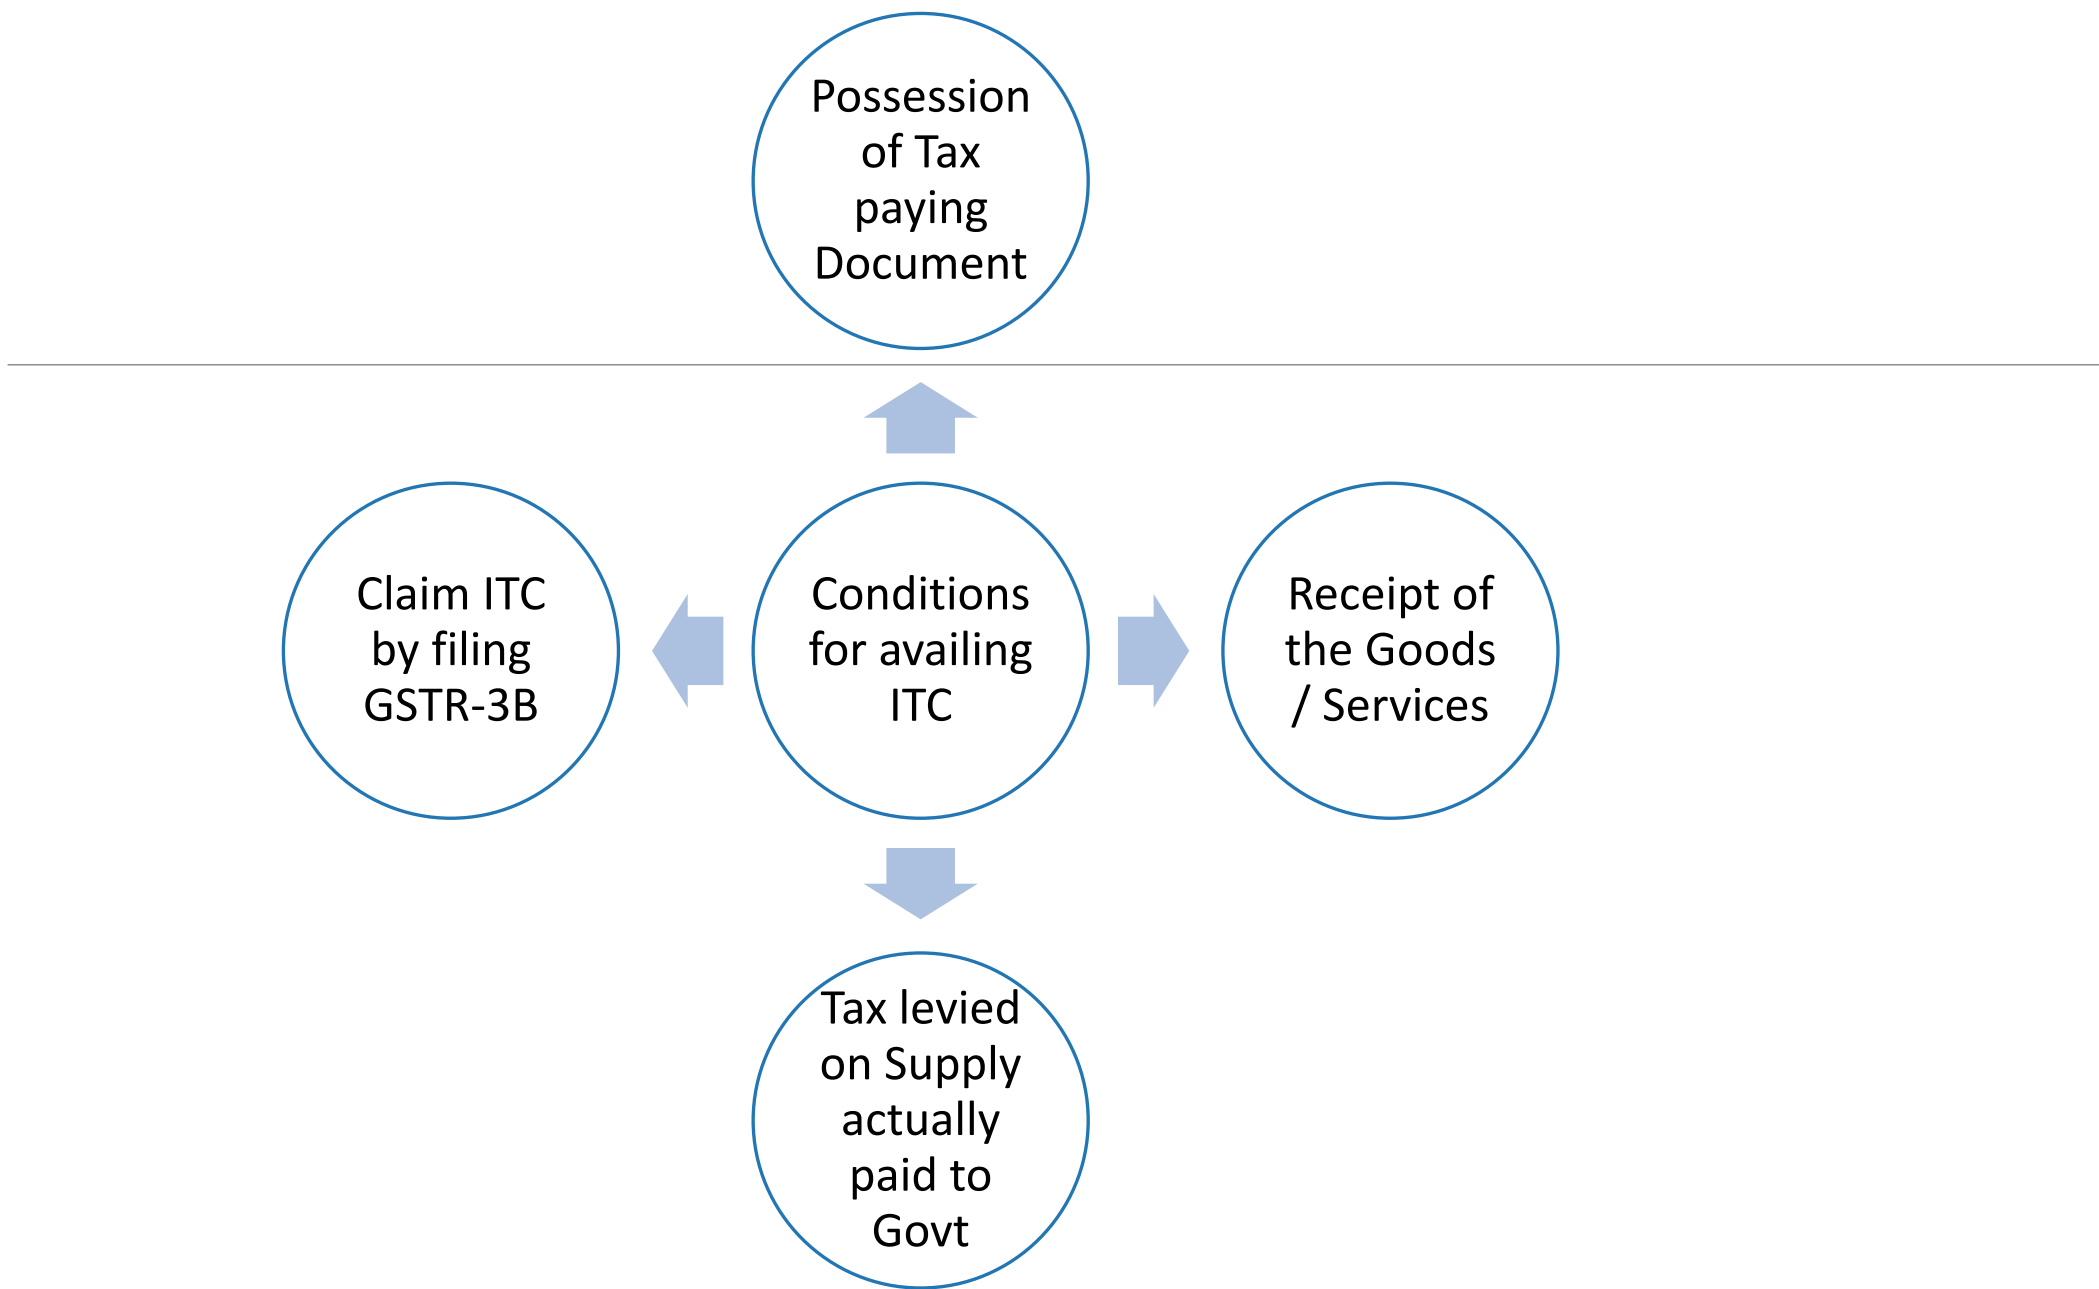 Possession
of Tax
paying
Document
Claim ITC
by filing
GSTR-3B
Conditions
for availing
ITC
Receipt of
the Goods
/ Services
Tax levied
on Supply
actually
paid to
Govt